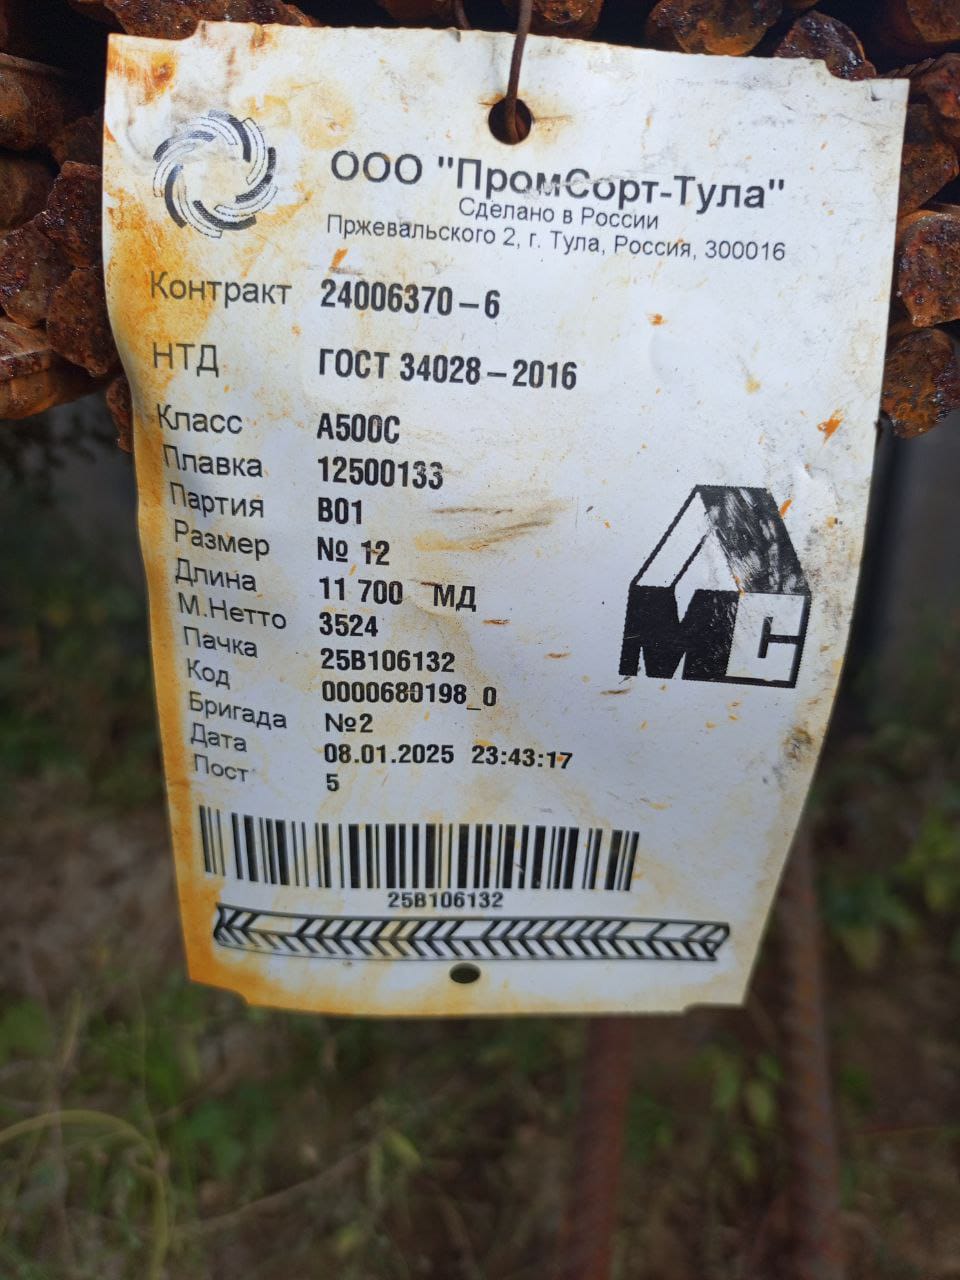 ООО "ПромСорт-Тула"
Сделано в России
Пржевальского 2, г. Тула, Россия, 300016
Контракт 24006370-6
НТД ГОСТ 34028-2016
Класс А500С
Плавка 12500133
Партия В01
Размер № 12
Длина 11 700 МД
М.Нетто 3524
Пачка 25В106132
Код 0000680198_0
Бригада №2
Дата 08.01.2025 23:43:17
Пост 5
МС
25В106132